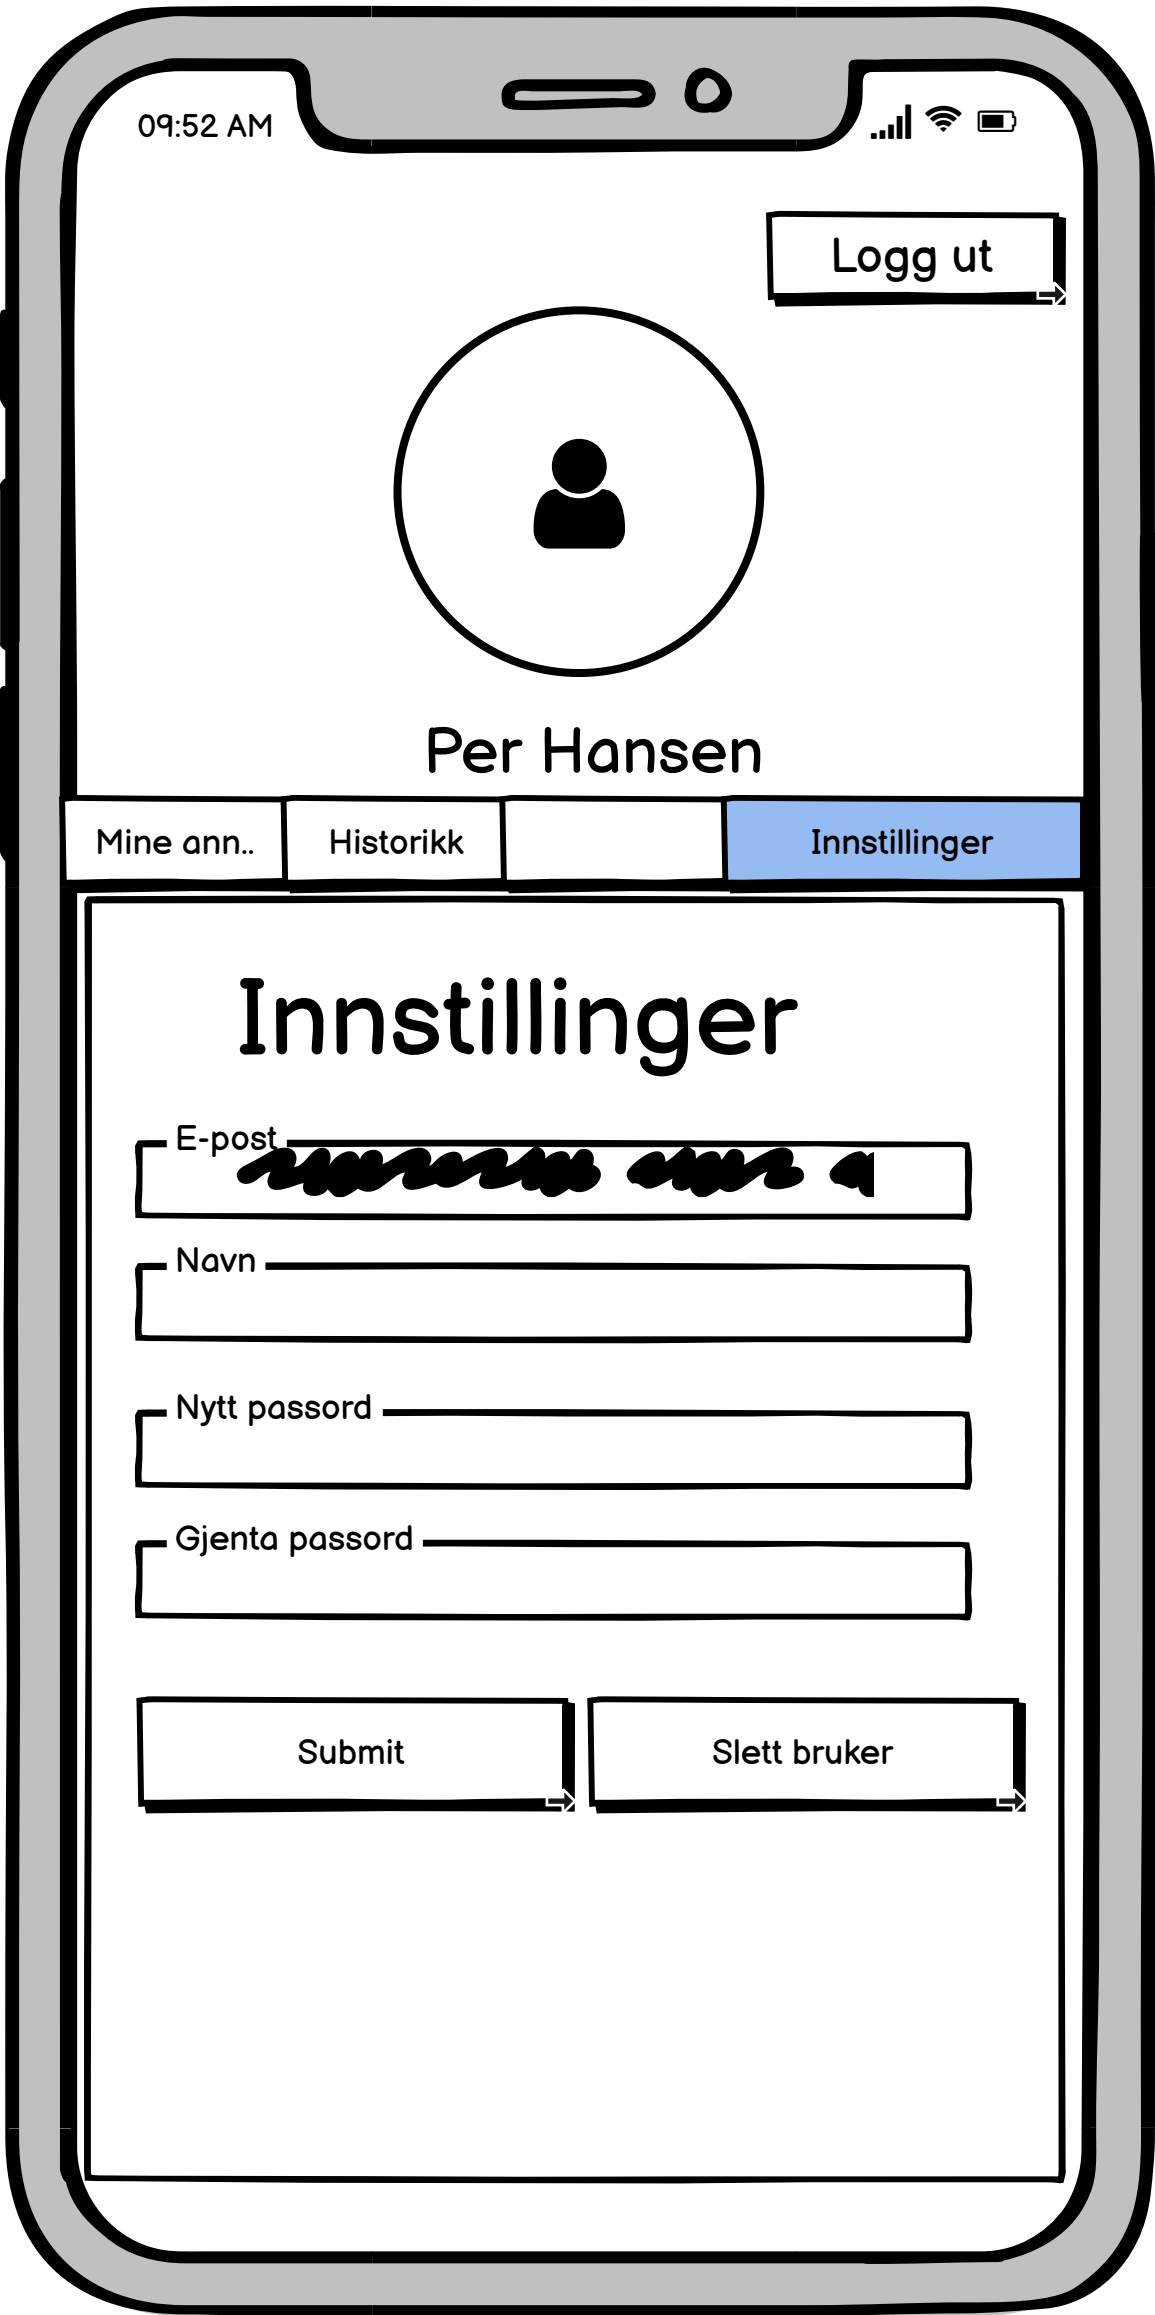 09:52 AM
Logg ut
Per Hansen
Mine ann..
Historikk
Innstillinger
Innstillinger
E-post
Navn
Nytt passord
Gjenta passord
Submit
Slett bruker